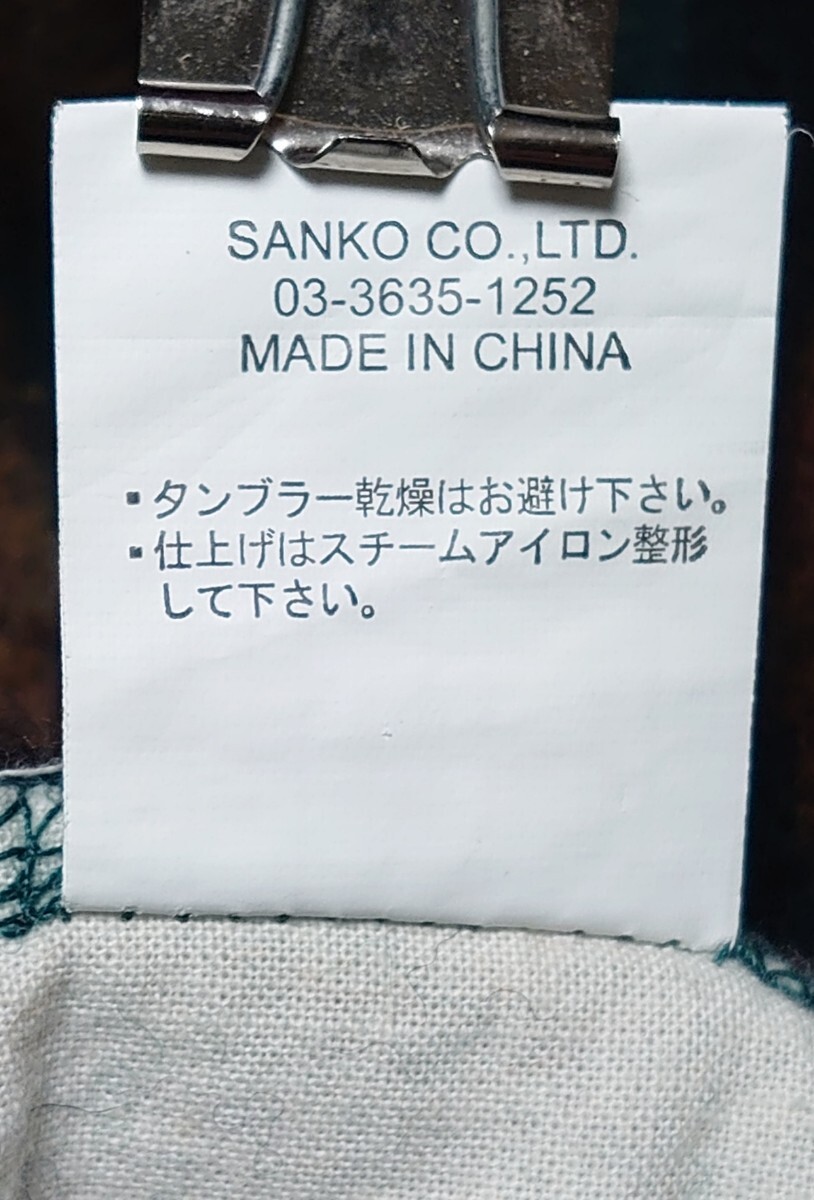 SANKO CO.,LTD.
03-3635-1252
MADE IN CHINA
▪タンブラー乾燥はお避け下さい。
▪仕上げはスチームアイロン整形
して下さい。